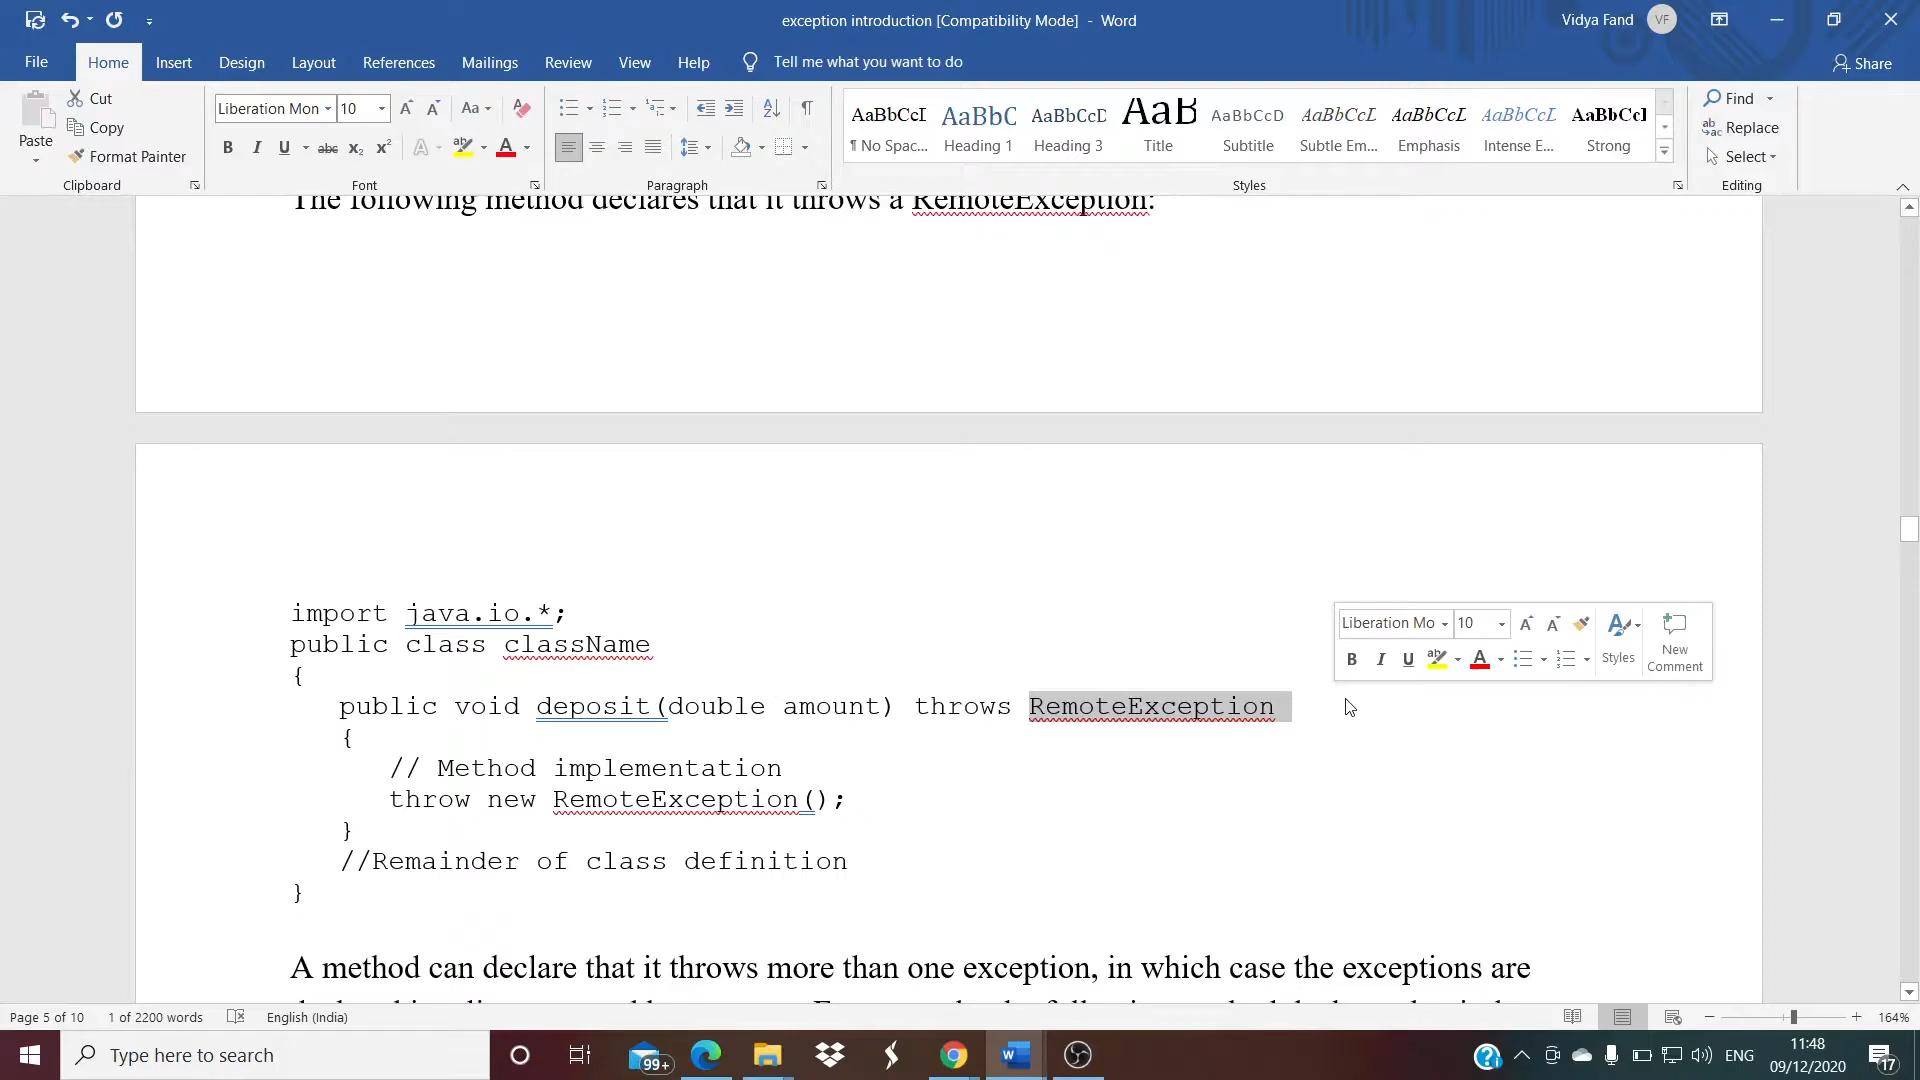 exception introduction [Compatibility Mode] - Word
Vidya Fand
VF
File Home Insert Design Layout References Mailings Review View Help Tell me what you want to do
Share
Paste
Cut
Copy
Format Painter
Clipboard
Liberation Mon 10
Font
Paragraph
AaBbCcI AaBbC AaBbCcD AaB AaBbCcD AaBbCcL AaBbCcL AaBbCcL AaBbCcI
¶ No Spac... Heading 1 Heading 3 Title Subtitle Subtle Em... Emphasis Intense E... Strong
Styles
Find
Replace
Select
Editing
The following method declares that it throws a RemoteException:
import java.io.*;
public class className
{
public void deposit(double amount) throws RemoteException
{
// Method implementation
throw new RemoteException();
}
//Remainder of class definition
}
Liberation Mo 10
Styles
New
Comment
A method can declare that it throws more than one exception, in which case the exceptions are
Page 5 of 10 1 of 2200 words English (India)
164%
Type here to search
99+
ENG
11:48
09/12/2020
17